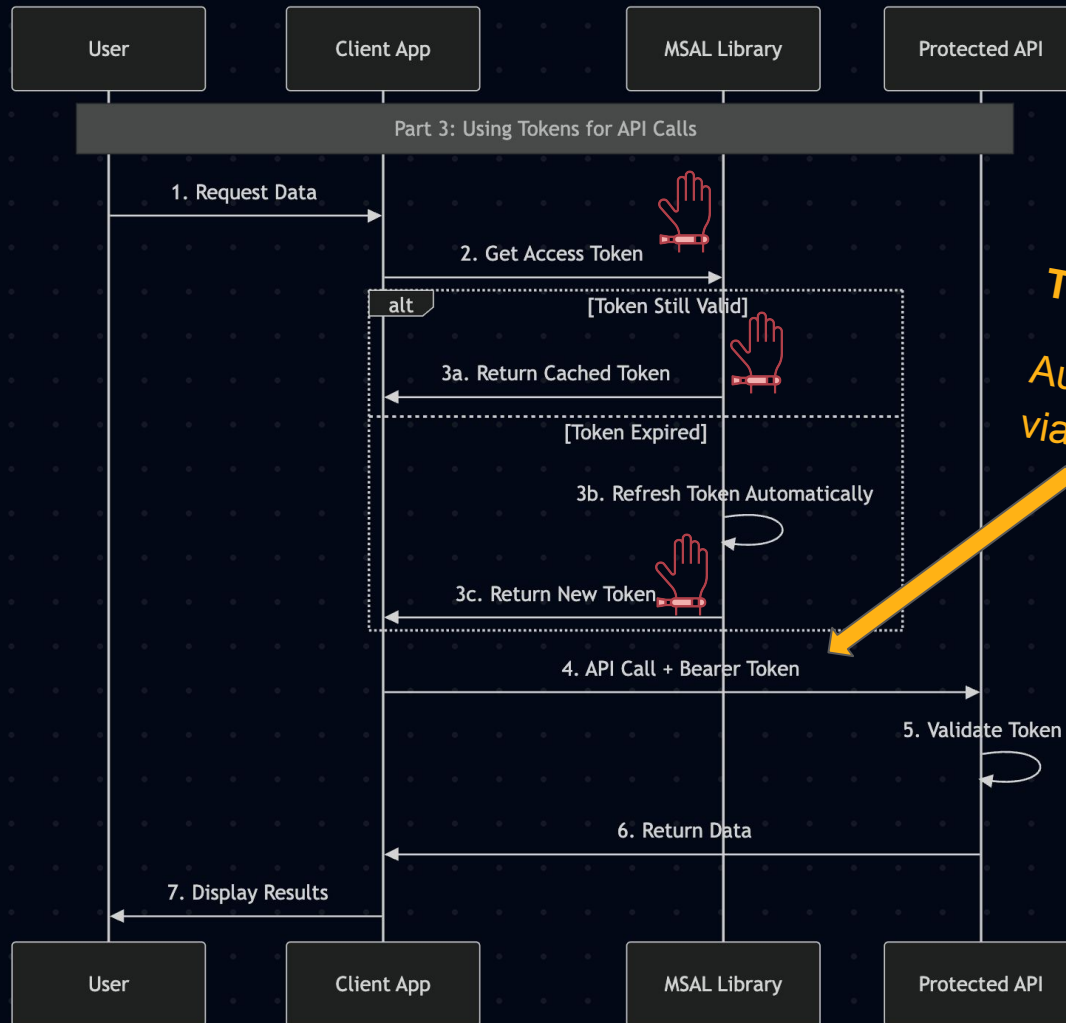 User
Client App
MSAL Library
Protected API
Part 3: Using Tokens for API Calls
1. Request Data
2. Get Access Token
alt
[Token Still Valid]
3a. Return Cached Token
[Token Expired]
3b. Refresh Token Automatically
3c. Return New Token
via
4. API Call + Bearer Token
5. Validate Token
6. Return Data
7. Display Results
User
Client App
MSAL Library
Protected API